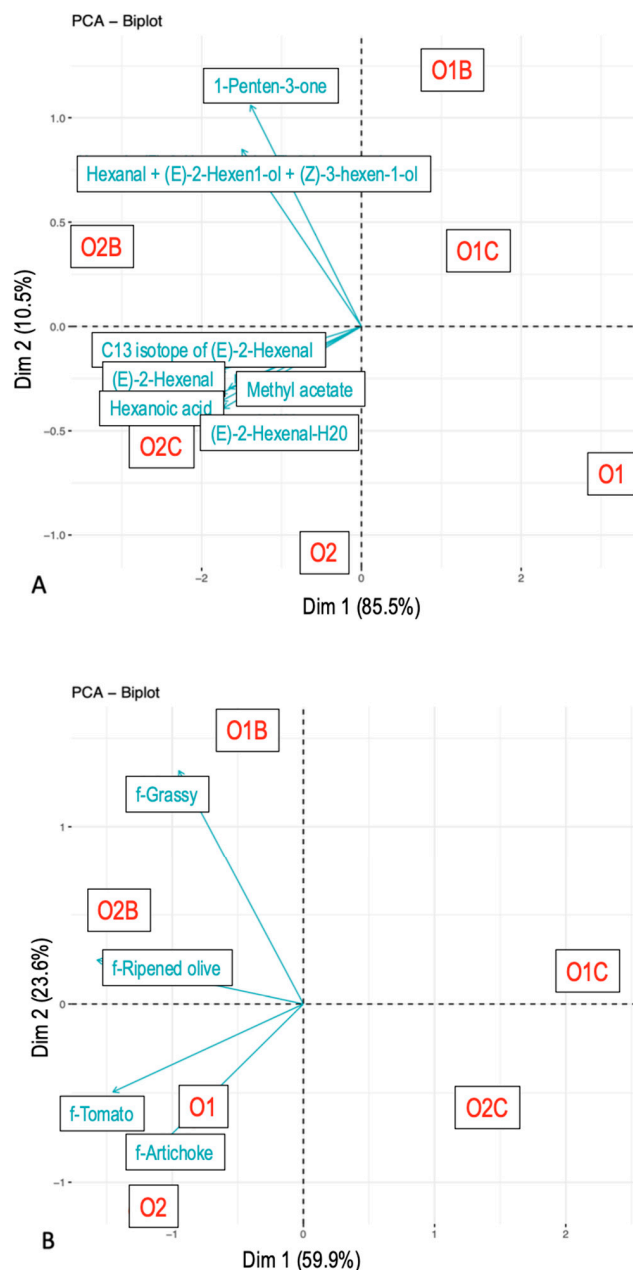 PCA – Biplot
O1B
1-Penten-3-one
1.0
Hexanal + (E)-2-Hexen1-ol + (Z)-3-hexen-1-ol
0.5
O2B
O1C
Dim 2 (10.5%)
0.0
C13 isotope of (E)-2-Hexenal
(E)-2-Hexenal
Methyl acetate
Hexanoic acid
(E)-2-Hexenal-H20
-0.5
O2C
O1
-1.0
O2
-2
0
2
A
Dim 1 (85.5%)
PCA – Biplot
O1B
f-Grassy
1
O2B
f-Ripened olive
O1C
Dim 2 (23.6%)
0
f-Tomato
O1
O2C
f-Artichoke
-1
O2
-1
0
1
2
B
Dim 1 (59.9%)